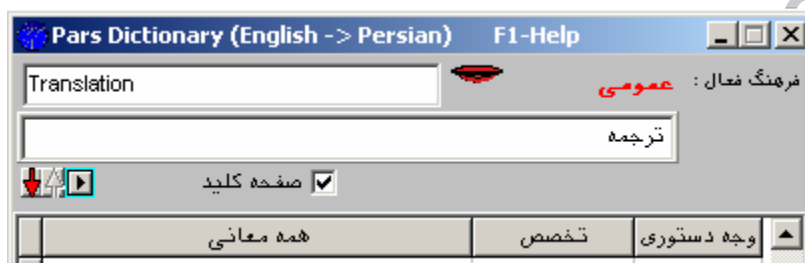 Pars Dictionary (English -> Persian) F1-Help
Translation
فرهنگ فعال : عمومی
ترجمه
صفحه کلید
وجه دستوری تخصص همه معانی